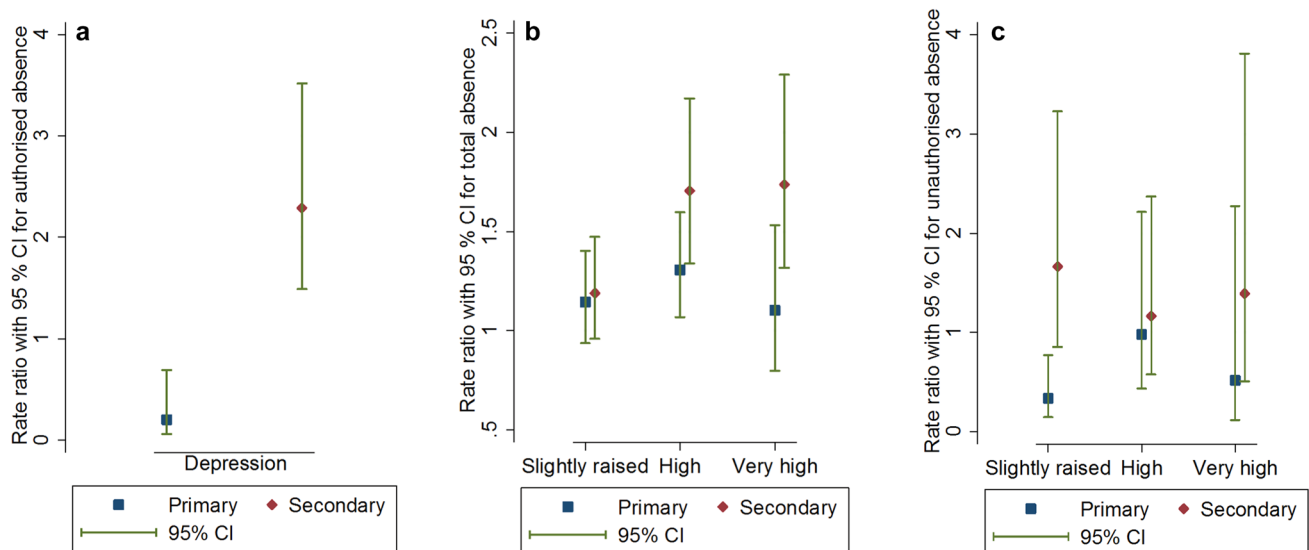 a
Rate ratio with 95 % CI for authorised absence
4
3
2
1
0
Depression
Primary
Secondary
95% CI
b
Rate ratio with 95 % CI for total absence
2.5
2
1.5
1
.5
Slightly raised High Very high
Primary
Secondary
95% CI
c
Rate ratio with 95 % CI for unauthorised absence
4
3
2
1
0
Slightly raised High Very high
Primary
Secondary
95% CI